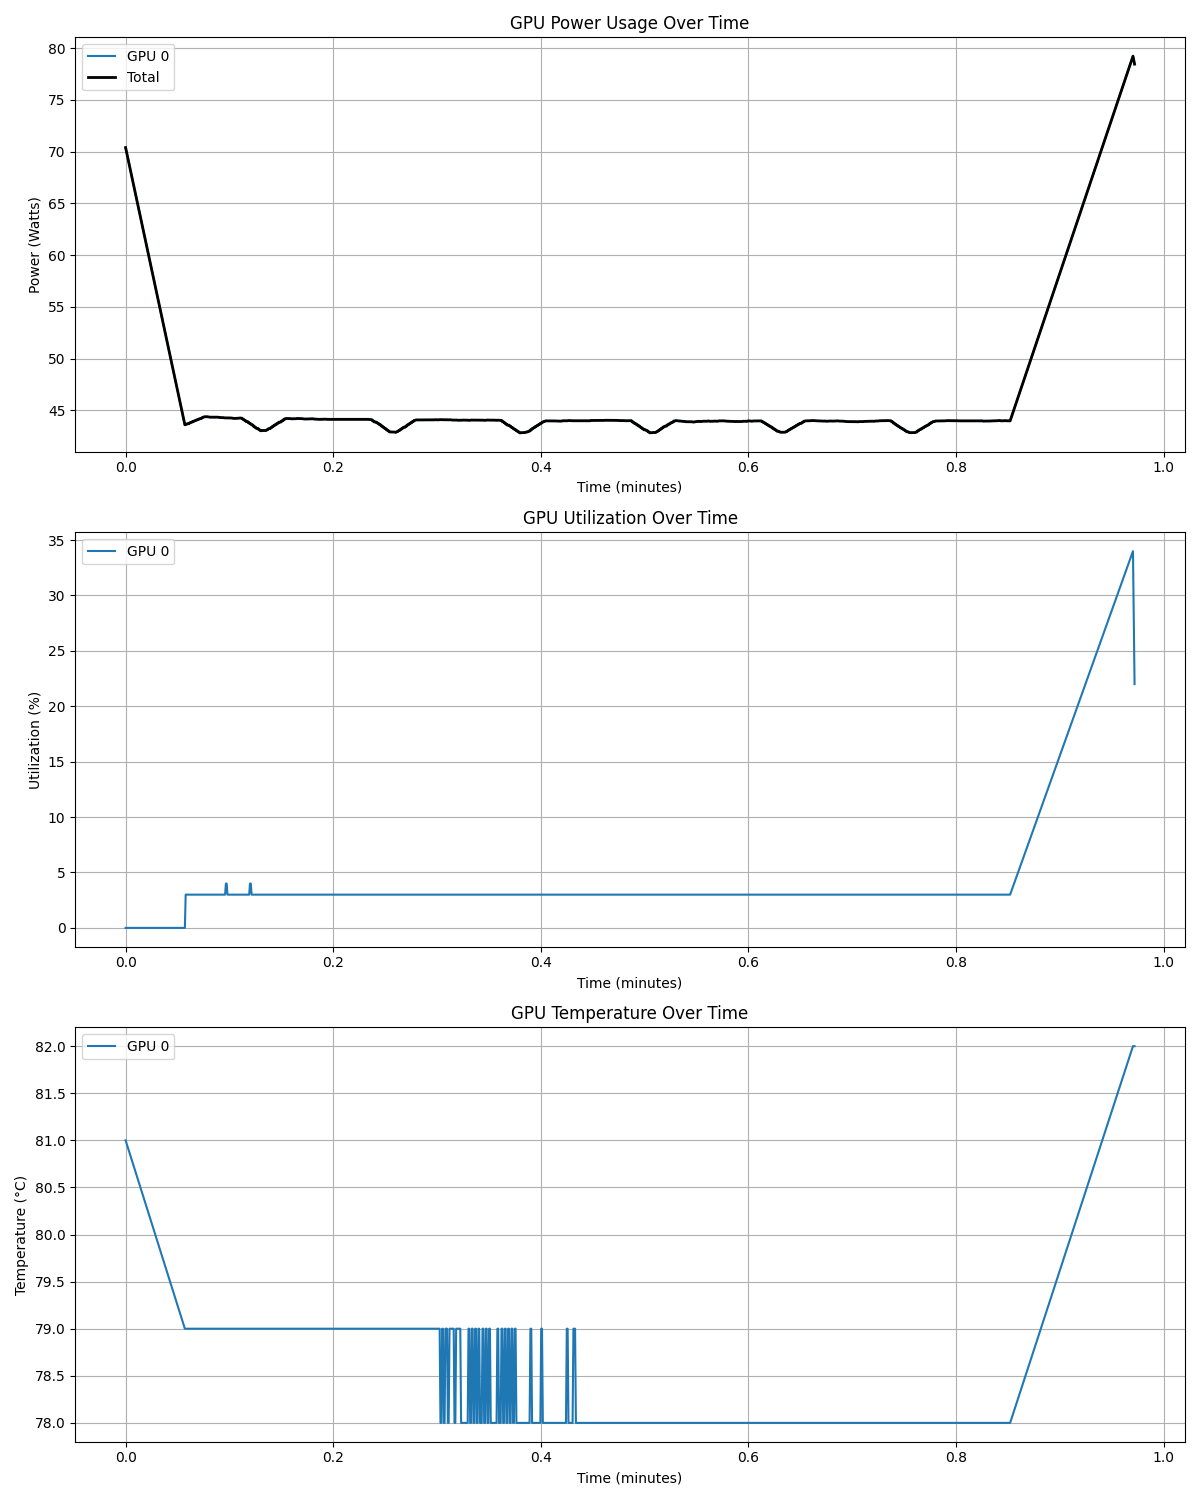 GPU Power Usage Over Time
GPU 0
Total
80
75
70
65
60
55
50
45
Power (Watts)
0.0 0.2 0.4 0.6 0.8 1.0
Time (minutes)
GPU Utilization Over Time
GPU 0
35
30
25
20
15
10
5
0
Utilization (%)
0.0 0.2 0.4 0.6 0.8 1.0
Time (minutes)
GPU Temperature Over Time
GPU 0
82.0
81.5
81.0
80.5
80.0
79.5
79.0
78.5
78.0
Temperature (°C)
0.0 0.2 0.4 0.6 0.8 1.0
Time (minutes)